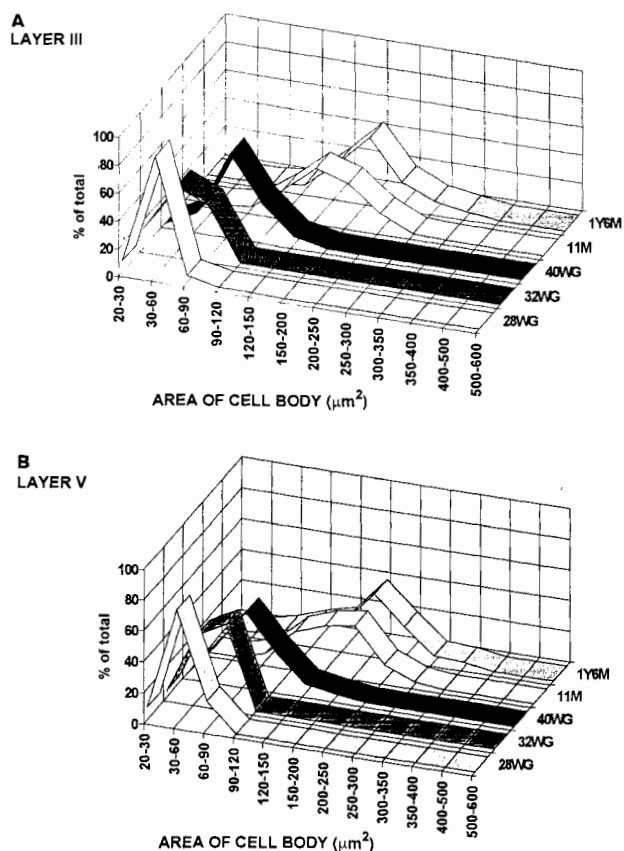 A
LAYER III
100
80
60
40
20
0
% of total
20-30
30-60
60-90
90-120
120-150
150-200
200-250
250-300
300-350
350-400
400-500
500-600
1Y6M
11M
40WG
32WG
28WG
AREA OF CELL BODY (μm²)
B
LAYER V
100
80
60
40
20
0
% of total
20-30
30-60
60-90
90-120
120-150
150-200
200-250
250-300
300-350
350-400
400-500
500-600
1Y6M
11M
40WG
32WG
28WG
AREA OF CELL BODY (μm²)